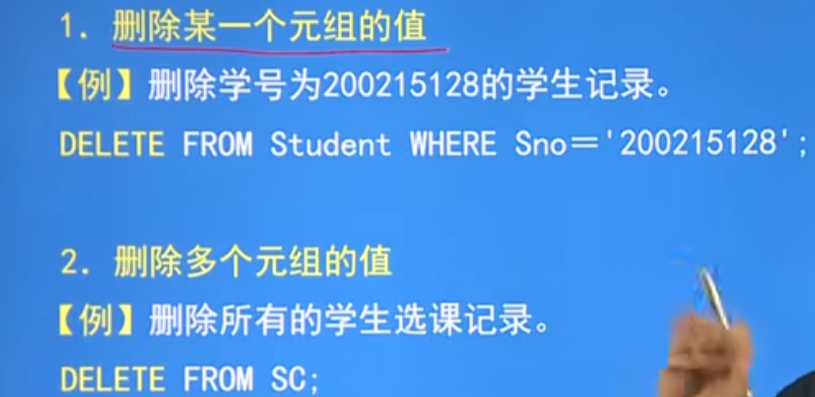 1. 删除某一个元组的值
【例】删除学号为200215128的学生记录。
DELETE FROM Student WHERE Sno＝'200215128';
2. 删除多个元组的值
【例】删除所有的学生选课记录。
DELETE FROM SC;